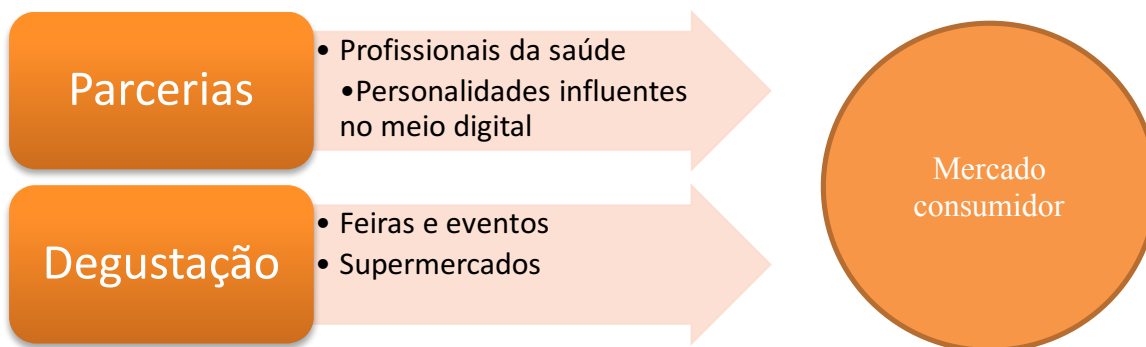 Parcerias
• Profissionais da saúde
•Personalidades influentes
no meio digital
Degustação
• Feiras e eventos
• Supermercados
Mercado
consumidor